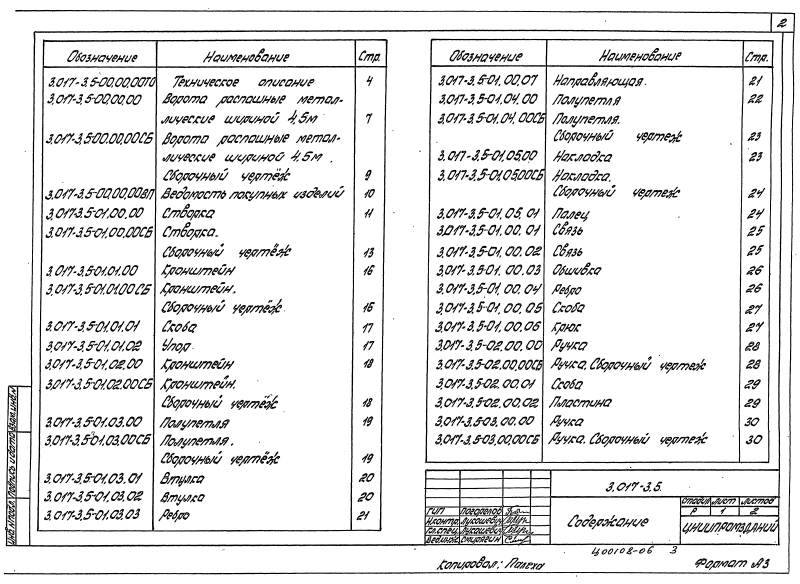 2
Обозначение Наименование Стр.
3.017-3.5-00.00.00ТО Техническое описание 4
3.017-3.5-00.00.00 Ворота распашные метал-
лические шириной 4,5м 7
3.017-3.5-00.00.00СБ Ворота распашные метал-
лические шириной 4,5м.
Сборочный чертёж 9
3.017-3.5-00.00.00ВП Ведомость покупных изделий 10
3.017-3.5-01.00.00 Створка 11
3.017-3.5-01.00.00СБ Створка.
Сборочный чертёж 13
3.017-3.5-01.01.00 Кронштейн 16
3.017-3.5-01.01.00СБ Кронштейн.
Сборочный чертёж 16
3.017-3.5-01.01.01 Скоба 17
3.017-3.5-01.01.02 Упор 17
3.017-3.5-01.02.00 Кронштейн 18
3.017-3.5-01.02.00СБ Кронштейн.
Сборочный чертёж 18
3.017-3.5-01.03.00 Полупетля 19
3.017-3.5-01.03.00СБ Полупетля.
Сборочный чертёж 19
3.017-3.5-01.03.01 Втулка 20
3.017-3.5-01.03.02 Втулка 20
3.017-3.5-01.03.03 Ребро 21
Обозначение Наименование Стр.
3.017-3.5-01.00.07 Направляющая. 21
3.017-3.5-01.04.00 Полупетля 22
3.017-3.5-01.04.00СБ Полупетля.
Сборочный чертеж 23
3.017-3.5-01.05.00 Накладка 23
3.017-3.5-01.05.00СБ Накладка.
Сборочный чертеж 24
3.017-3.5-01.05.01 Палец 24
3.017-3.5-01.00.01 Связь 25
3.017-3.5-01.00.02 Связь 25
3.017-3.5-01.00.03 Обшивка 26
3.017-3.5-01.00.04 Ребро 26
3.017-3.5-01.00.05 Скоба 27
3.017-3.5-01.00.06 Крюк 27
3.017-3.5-02.00.00 Ручка 28
3.017-3.5-02.00.00СБ Ручка. Сборочный чертеж 28
3.017-3.5-02.00.01 Скоба 29
3.017-3.5-02.00.02 Пластина 29
3.017-3.5-03.00.00 Ручка 30
3.017-3.5-03.00.00СБ Ручка. Сборочный чертеж 30
3.017-3.5
Стадия Лист Листов
Р 1 2
ГИП
Н.контр. Лукашевич
Гл.спец. Лукашевич
Вед.инж.
Содержание
ЦНИИПРОМЗДАНИЙ
Ц00108-06 3
Копировал: Формат А3
Инв.№подл. Подпись и дата Взам.инв.№